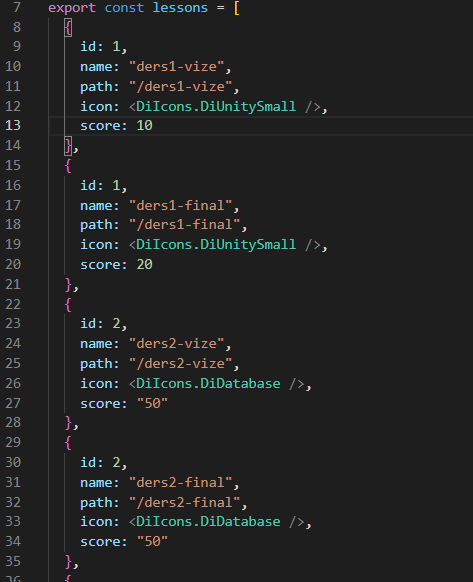 7 export const lessons = [
8 {
9 id: 1,
10 name: "ders1-vize",
11 path: "/ders1-vize",
12 icon: <DiIcons.DiUnitySmall />,
13 score: 10
14 },
15 {
16 id: 1,
17 name: "ders1-final",
18 path: "/ders1-final",
19 icon: <DiIcons.DiUnitySmall />,
20 score: 20
21 },
22 {
23 id: 2,
24 name: "ders2-vize",
25 path: "/ders2-vize",
26 icon: <DiIcons.DiDatabase />,
27 score: "50"
28 },
29 {
30 id: 2,
31 name: "ders2-final",
32 path: "/ders2-final",
33 icon: <DiIcons.DiDatabase />,
34 score: "50"
35 },
36 {